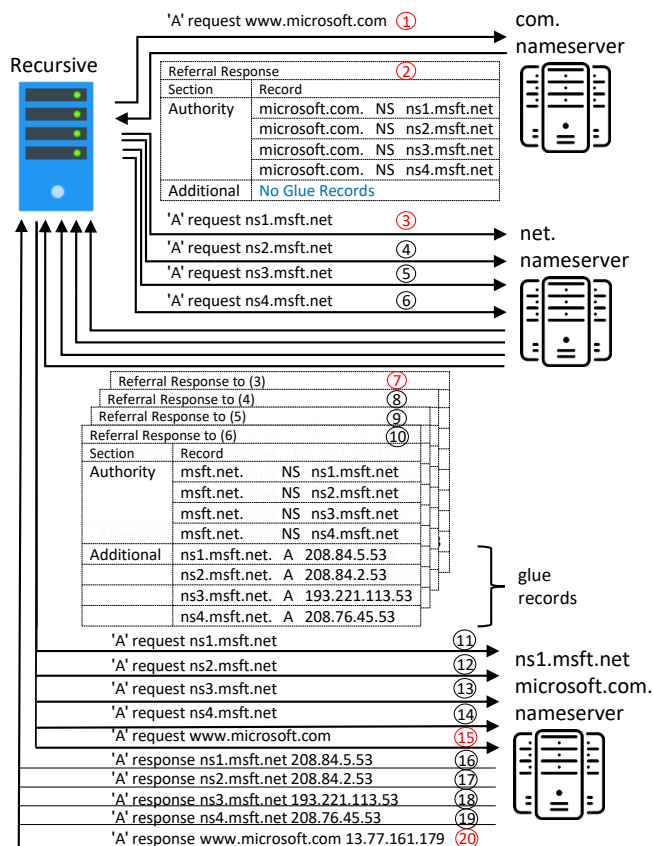 'A' request www.microsoft.com 1
com.
nameserver
Recursive
Referral Response 2
Section Record
Authority microsoft.com. NS ns1.msft.net
microsoft.com. NS ns2.msft.net
microsoft.com. NS ns3.msft.net
microsoft.com. NS ns4.msft.net
Additional No Glue Records
'A' request ns1.msft.net 3
'A' request ns2.msft.net 4
'A' request ns3.msft.net 5
'A' request ns4.msft.net 6
net.
nameserver
Referral Response to (3) 7
Referral Response to (4) 8
Referral Response to (5) 9
Referral Response to (6) 10
Section Record
Authority msft.net. NS ns1.msft.net
msft.net. NS ns2.msft.net
msft.net. NS ns3.msft.net
msft.net. NS ns4.msft.net
Additional ns1.msft.net. A 208.84.5.53
ns2.msft.net. A 208.84.2.53
ns3.msft.net. A 193.221.113.53
ns4.msft.net. A 208.76.45.53
glue
records
'A' request ns1.msft.net 11
'A' request ns2.msft.net 12
'A' request ns3.msft.net 13
'A' request ns4.msft.net 14
'A' request www.microsoft.com 15
ns1.msft.net
microsoft.com.
nameserver
'A' response ns1.msft.net 208.84.5.53 16
'A' response ns2.msft.net 208.84.2.53 17
'A' response ns3.msft.net 193.221.113.53 18
'A' response ns4.msft.net 208.76.45.53 19
'A' response www.microsoft.com 13.77.161.179 20